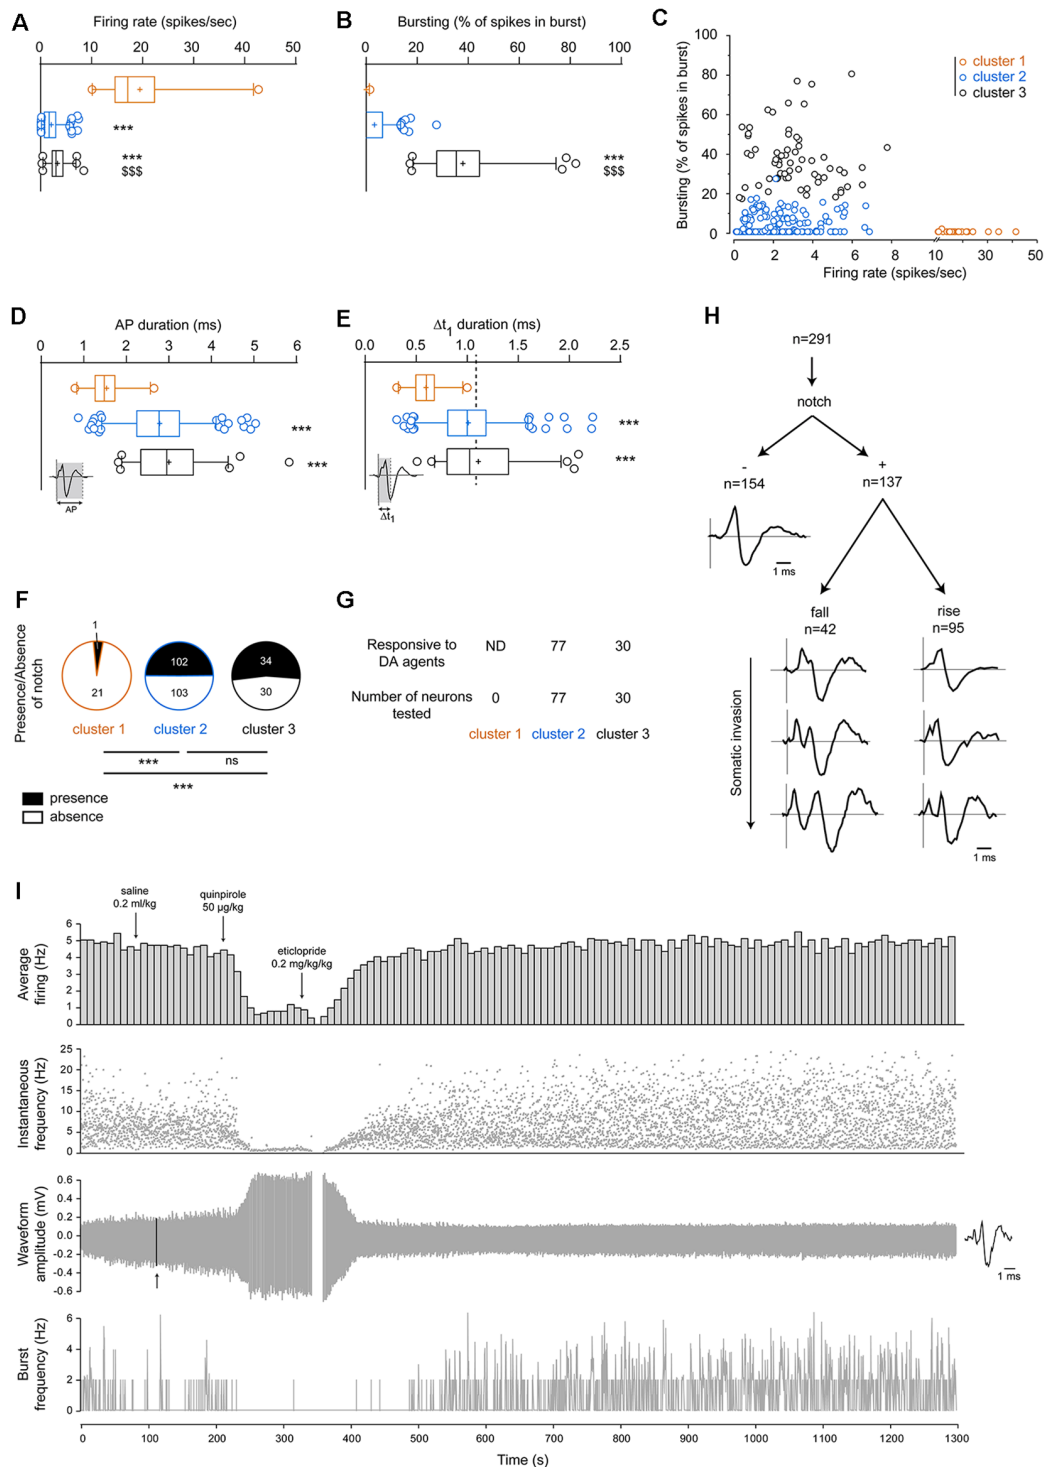 A
Firing rate (spikes/sec)
0 10 20 30 40 50
***
***
$$$
B
Bursting (% of spikes in burst)
0 20 40 60 80 100
***
$$$
C
Bursting (% of spikes in burst)
100
80
60
40
20
0
0 2 4 6 8 10 30 50
Firing rate (spikes/sec)
cluster 1
cluster 2
cluster 3
D
AP duration (ms)
0 1 2 3 4 5 6
***
***
AP
E
Δt1 duration (ms)
0.0 0.5 1.0 1.5 2.0 2.5
***
***
Δt1
H
n=291
notch
-
n=154
+
n=137
1 ms
fall
n=42
rise
n=95
Somatic invasion
1 ms
F
Presence/Absence
of notch
1
21
102
103
34
30
cluster 1 cluster 2 cluster 3
***
ns
***
presence
absence
G
Responsive to
DA agents
ND 77 30
Number of neurons
tested
0 77 30
cluster 1 cluster 2 cluster 3
I
saline
0.2 ml/kg
quinpirole
50 µg/kg
eticlopride
0.2 mg/kg/kg
Average
firing (Hz)
6
5
4
3
2
1
0
Instantaneous
frequency (Hz)
25
20
15
10
5
0
Waveform
amplitude (mV)
0.6
0.4
0.2
0.0
-0.2
-0.4
-0.6
1 ms
Burst
frequency (Hz)
6
4
2
0
0 100 200 300 400 500 600 700 800 900 1000 1100 1200 1300
Time (s)